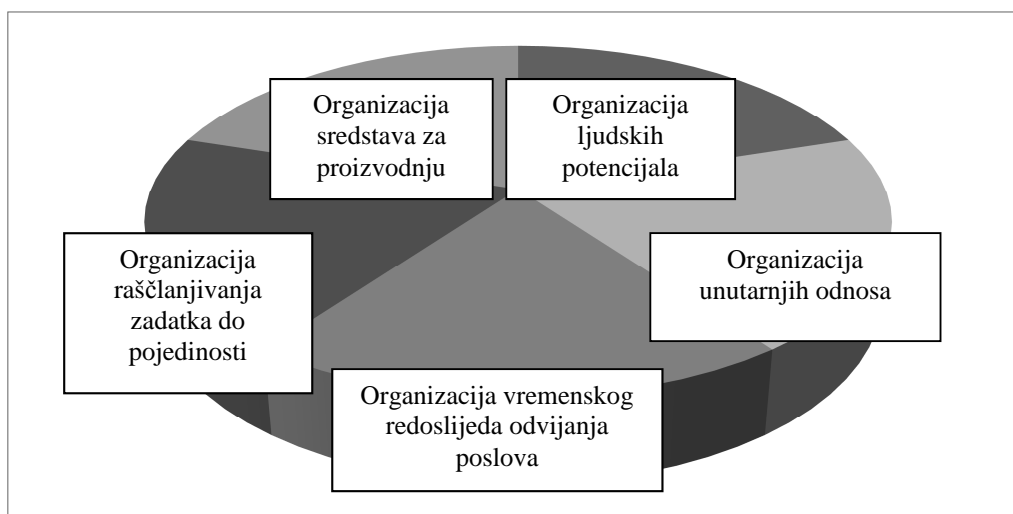 Organizacija
sredstava za
proizvodnju
Organizacija
ljudskih
potencijala
Organizacija
raščlanjivanja
zadatka do
pojedinosti
Organizacija
unutarnjih odnosa
Organizacija vremenskog
redoslijeda odvijanja
poslova